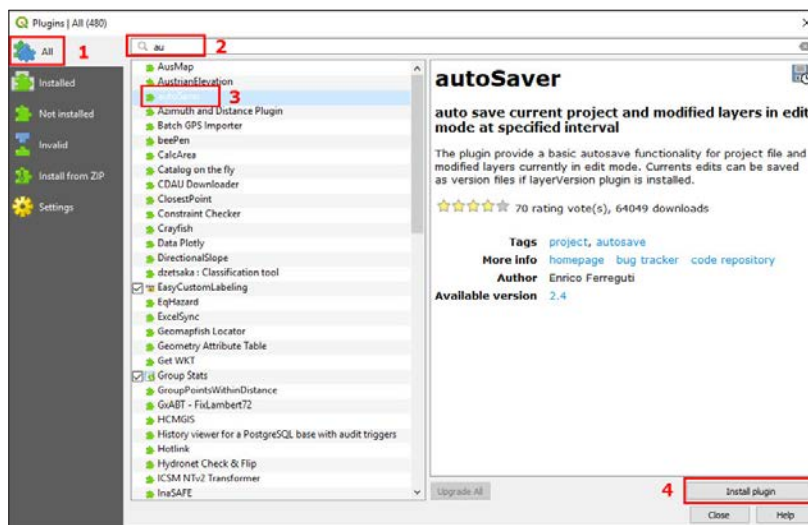 Plugins | All (480)
All
1
au
2
Installed
Not installed
Invalid
Install from ZIP
Settings
AusMap
AustrianElevation
autoSaver
3
Azimuth and Distance Plugin
Batch GPS Importer
beePen
CalcArea
Catalog on the fly
CDAU Downloader
ClosestPoint
Constraint Checker
Crayfish
Data Plotly
DirectionalSlope
dzetsaka : Classification tool
EasyCustomLabeling
EqHazard
ExcelSync
Geomapfish Locator
Geometry Attribute Table
Get WKT
Group Stats
GroupPointsWithinDistance
GxABT - FixLambert72
HCMGIS
History viewer for a PostgreSQL base with audit triggers
Hotlink
Hydronet Check & Flip
ICSM NTv2 Transformer
InaSAFE
autoSaver
auto save current project and modified layers in edit
mode at specified interval
The plugin provide a basic autosave functionality for project file and
modified layers currently in edit mode. Currents edits can be saved
as version files if layerVersion plugin is installed.
70 rating vote(s), 64049 downloads
Tags project, autosave
More info homepage bug tracker code repository
Author Enrico Ferreguti
Available version 2.4
Upgrade All
4
Install plugin
Close
Help